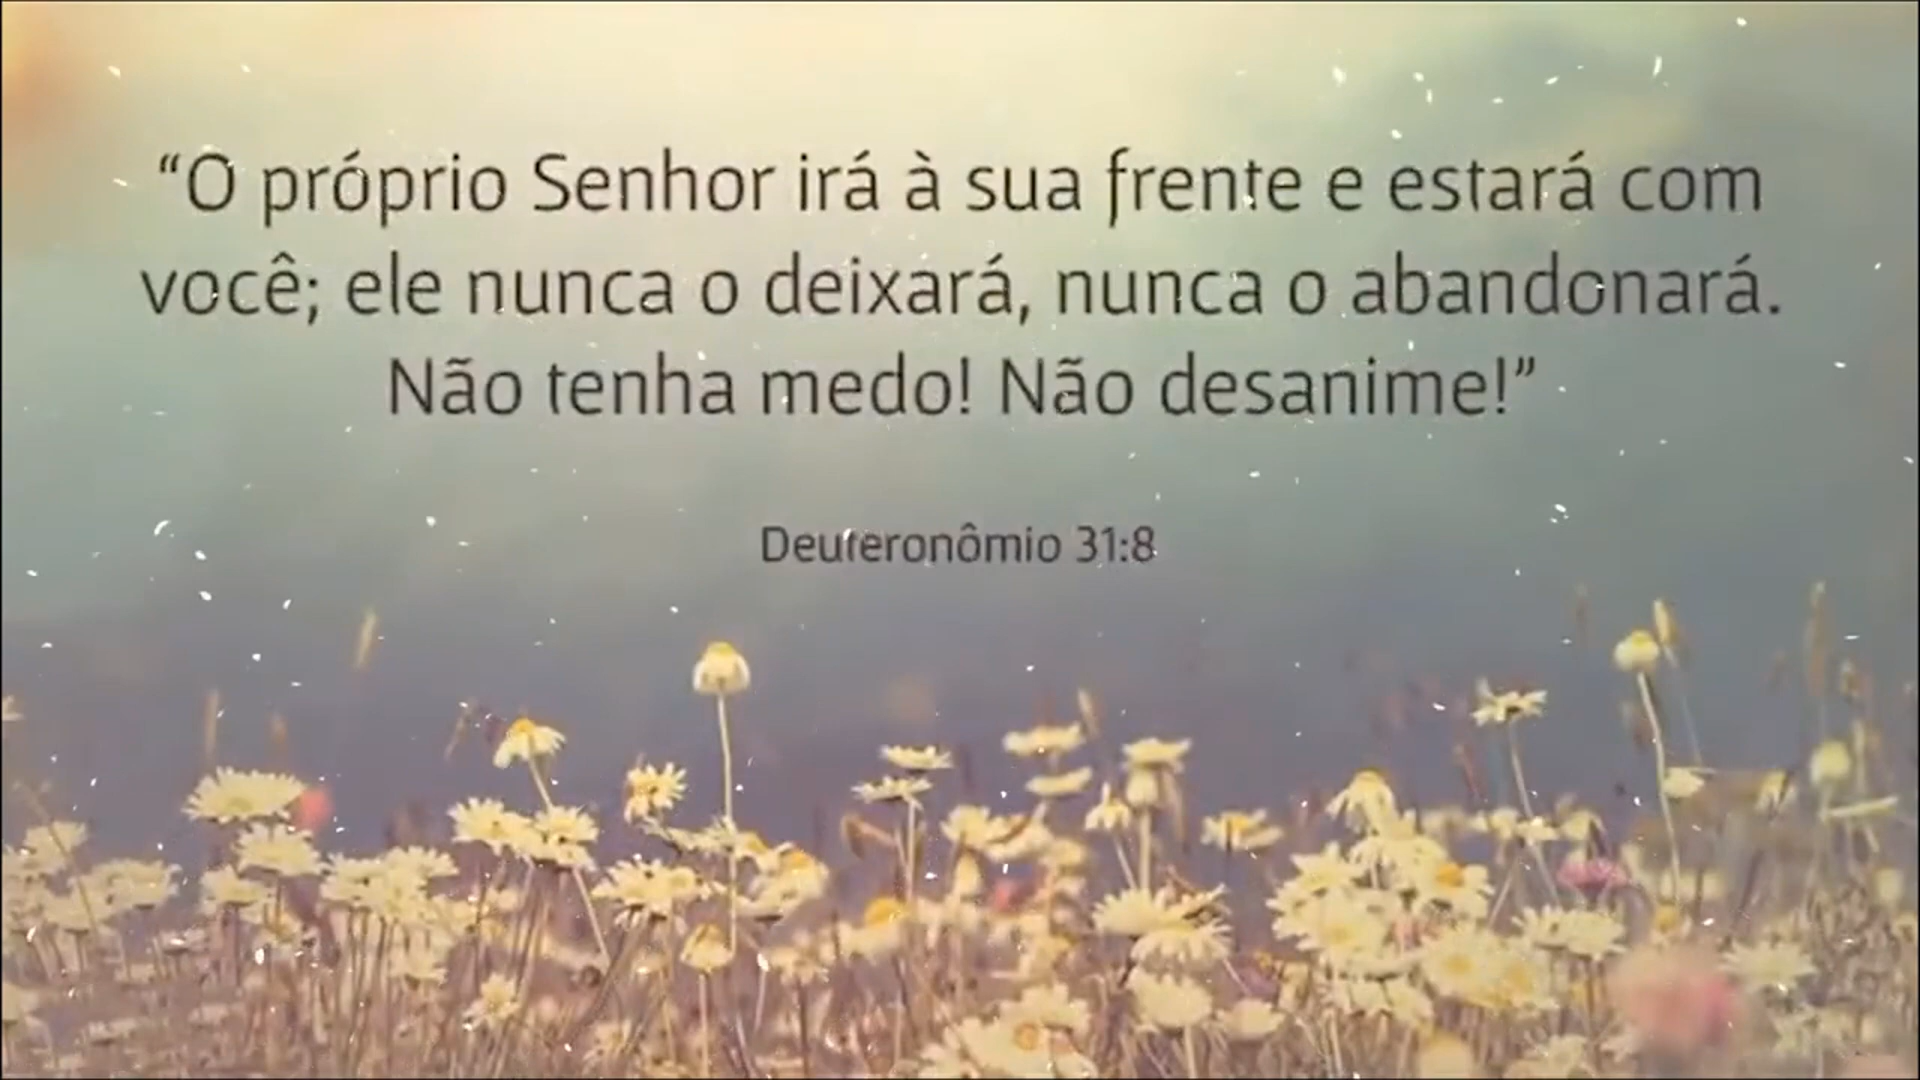 “O próprio Senhor irá à sua frente e estará com
você; ele nunca o deixará, nunca o abandonará.
Não tenha medo! Não desanime!”
Deuteronômio 31:8